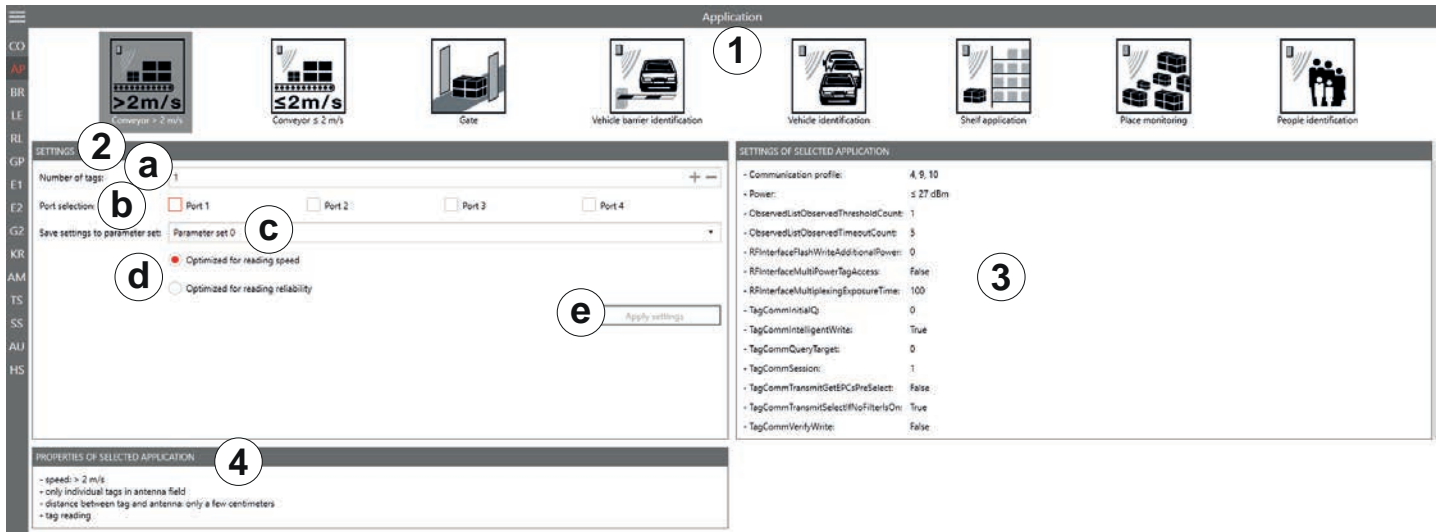 Application
CO
AP
BR
LE
RL
GP
E1
E2
G2
KR
AM
TS
SS
AU
HS
1
>2m/s
Conveyor > 2 m/s
≤2m/s
Conveyor ≤ 2 m/s
Gate
Vehicle barrier identification
Vehicle identification
Shelf application
Place monitoring
People identification
SETTINGS
2
a
Number of tags:
1
+ −
b
Port selection:
Port 1
Port 2
Port 3
Port 4
Save settings to parameter set:
Parameter set 0
c
d
Optimized for reading speed
Optimized for reading reliability
e
Apply settings
SETTINGS OF SELECTED APPLICATION
3
- Communication profile: 4, 9, 10
- Power: ≤ 27 dBm
- ObservedListObservedThresholdCount: 1
- ObservedListObservedTimeoutCount: 5
- RFInterfaceFlashWriteAdditionalPower: 0
- RFInterfaceMultiPowerTagAccess: False
- RFInterfaceMultiplexingExposureTime: 100
- TagCommInitialQ: 0
- TagCommIntelligentWrite: True
- TagCommQueryTarget: 0
- TagCommSession: 1
- TagCommTransmitGetEPCsPreSelect: False
- TagCommTransmitSelectIfNoFilterIsOn: True
- TagCommVerifyWrite: False
PROPERTIES OF SELECTED APPLICATION
4
- speed: > 2 m/s
- only individual tags in antenna field
- distance between tag and antenna: only a few centimeters
- tag reading